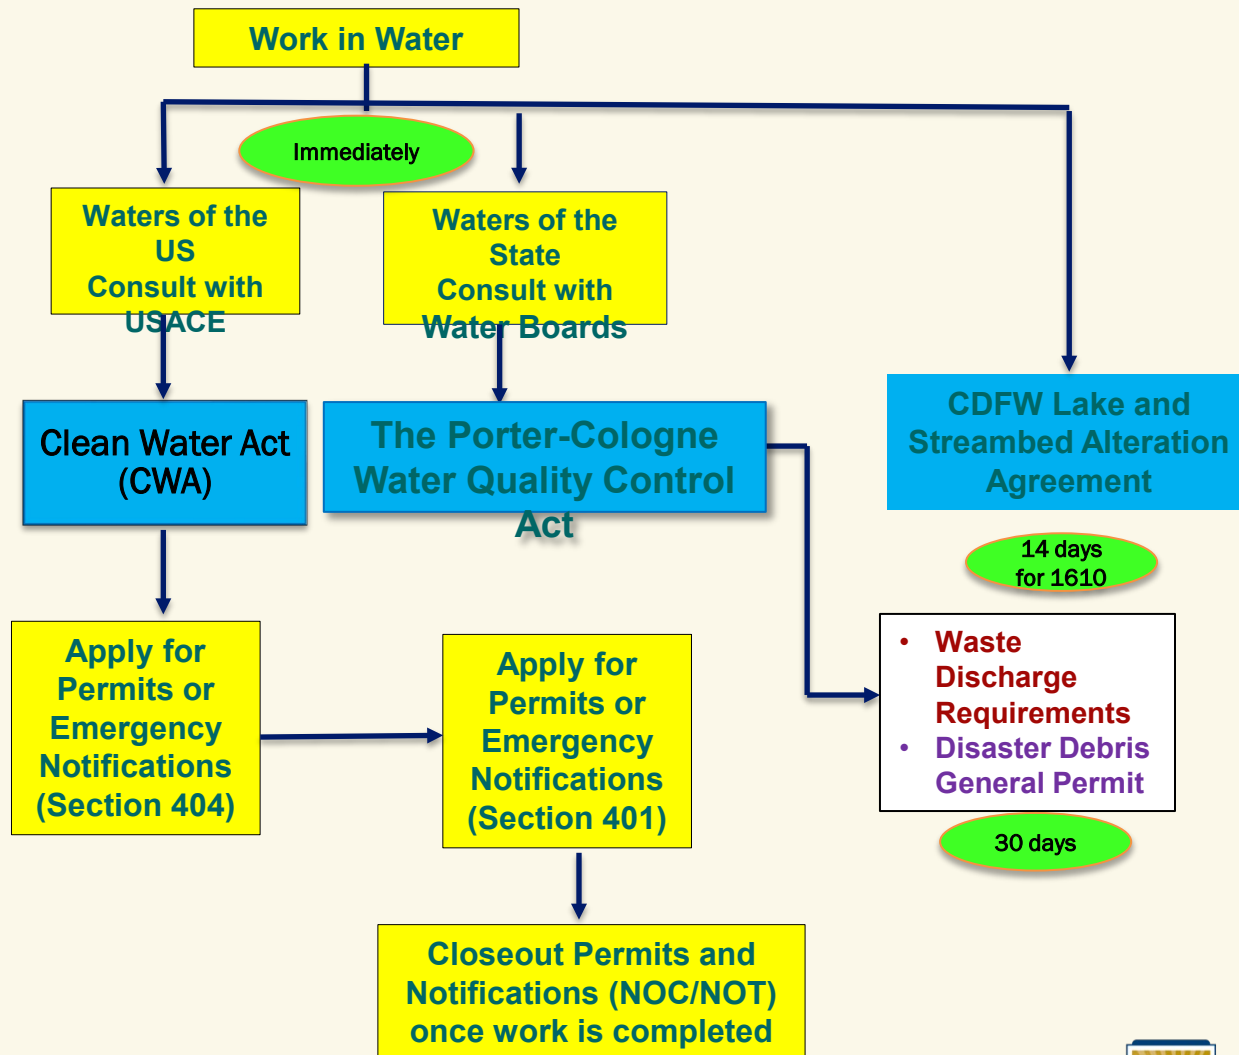 Work in Water
Immediately
Waters of the
US
Consult with
USACE
Waters of the
State
Consult with
Water Boards
Clean Water Act
(CWA)
The Porter-Cologne
Water Quality Control
Act
CDFW Lake and
Streambed Alteration
Agreement
14 days
for 1610
• Waste
Discharge
Requirements
• Disaster Debris
General Permit
30 days
Apply for
Permits or
Emergency
Notifications
(Section 404)
Apply for
Permits or
Emergency
Notifications
(Section 401)
Closeout Permits and
Notifications (NOC/NOT)
once work is completed